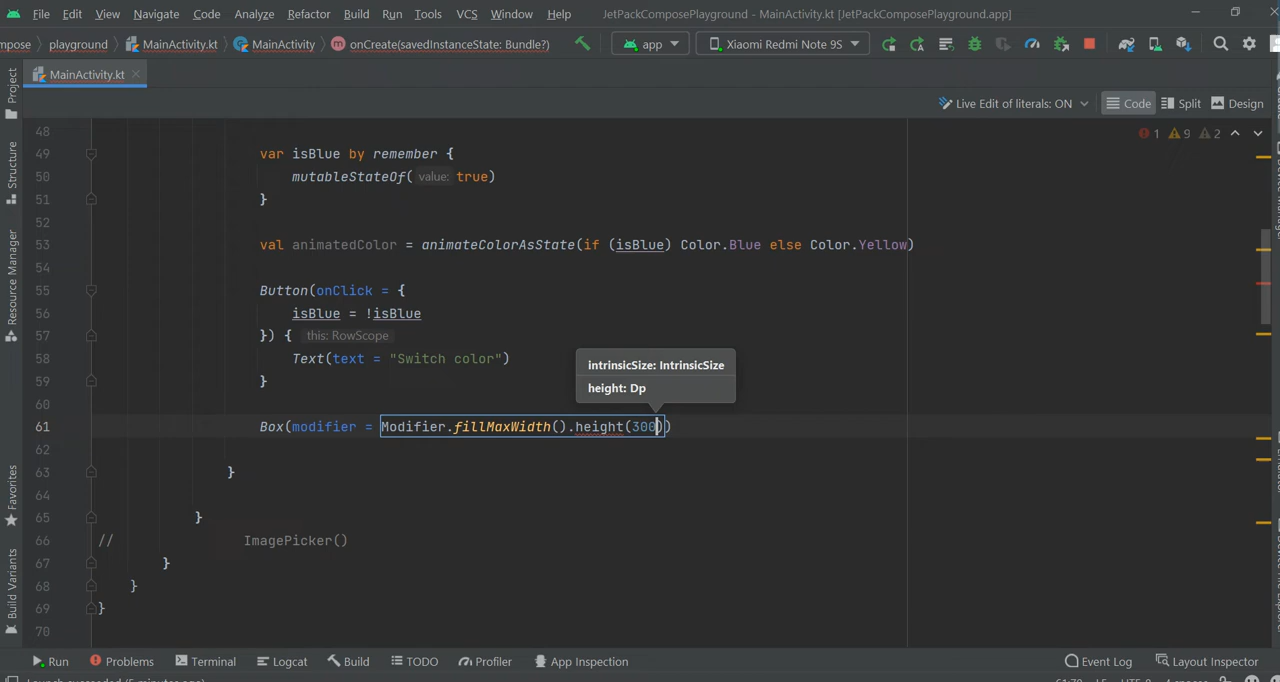 File Edit View Navigate Code Analyze Refactor Build Run Tools VCS Window Help JetPackComposePlayground - MainActivity.kt [JetPackComposePlayground.app]
mpose playground MainActivity.kt MainActivity onCreate(savedInstanceState: Bundle?) app Xiaomi Redmi Note 9S
MainActivity.kt
Live Edit of literals: ON Code Split Design
1 9 2
48
49 var isBlue by remember {
50 mutableStateOf( value: true)
51 }
52
53 val animatedColor = animateColorAsState(if (isBlue) Color.Blue else Color.Yellow)
54
55 Button(onClick = {
56 isBlue = !isBlue
57 }) { this: RowScope
58 Text(text = "Switch color")
59 }
intrinsicSize: IntrinsicSize
height: Dp
60
61 Box(modifier = Modifier.fillMaxWidth().height(300))
62
63 }
64
65 }
66 // ImagePicker()
67 }
68 }
69 }
70
Project
Structure
Resource Manager
Favorites
Build Variants
Run Problems Terminal Logcat Build TODO Profiler App Inspection Event Log Layout Inspector